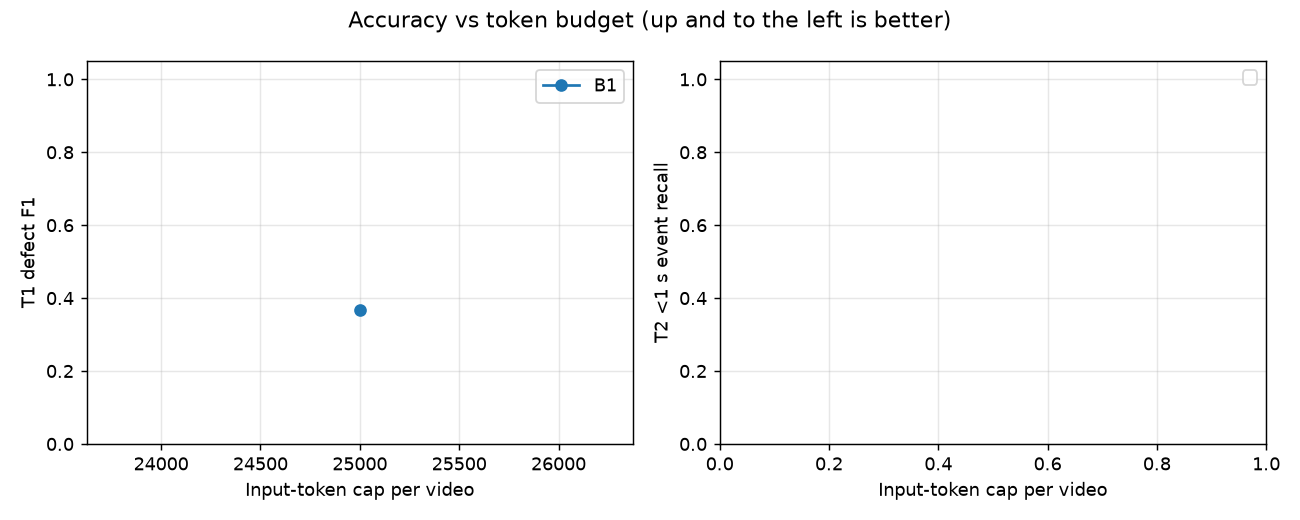 Accuracy vs token budget (up and to the left is better)
T1 defect F1
1.0
0.8
0.6
0.4
0.2
0.0
B1
24000 24500 25000 25500 26000
Input-token cap per video
T2 <1 s event recall
1.0
0.8
0.6
0.4
0.2
0.0
0.0 0.2 0.4 0.6 0.8 1.0
Input-token cap per video